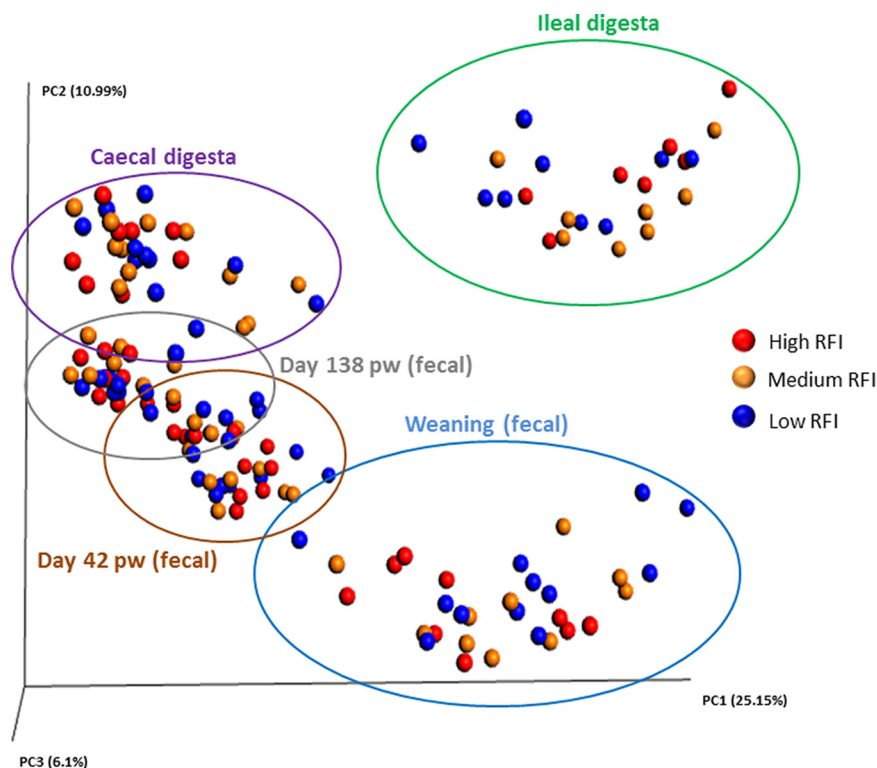 Ileal digesta
PC2 (10.99%)
Caecal digesta
High RFI
Day 138 pw (fecal)
Medium RFI
Weaning (fecal)
Low RFI
Day 42 pw (fecal)
PC1 (25.15%)
PC3 (6.1%)